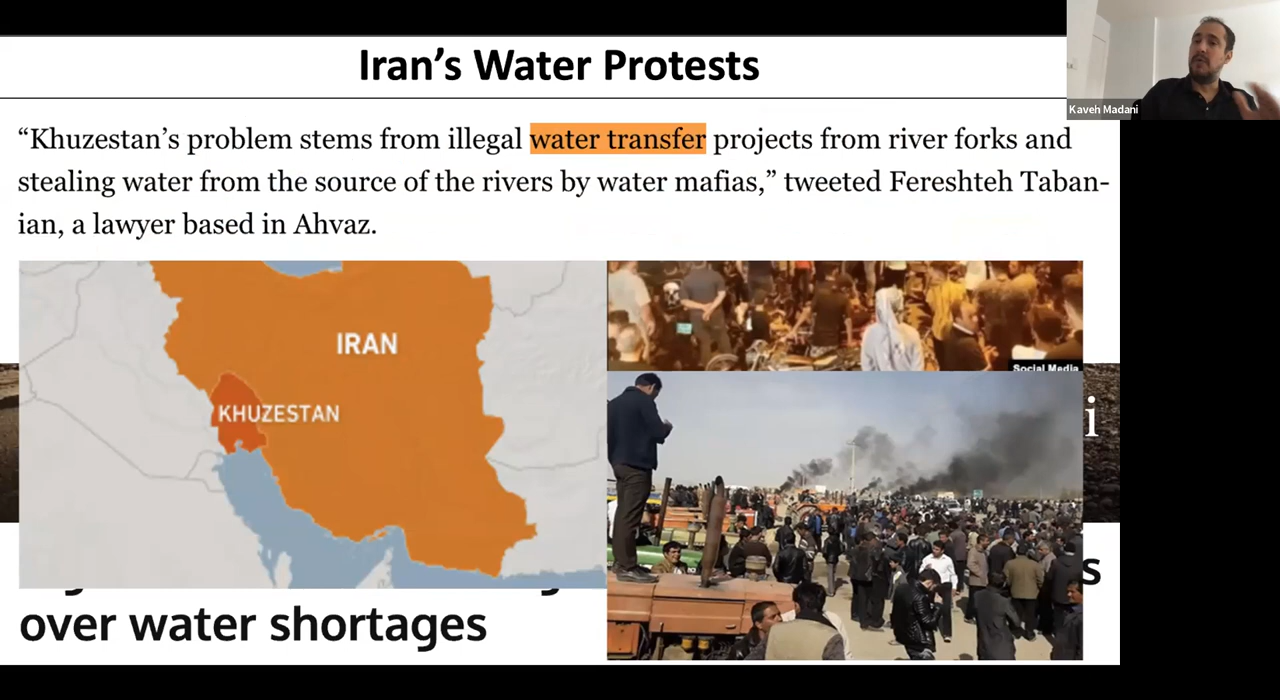 Iran’s Water Protests
Kaveh Madani
“Khuzestan’s problem stems from illegal water transfer projects from river forks and
stealing water from the source of the rivers by water mafias,” tweeted Fereshteh Taban-
ian, a lawyer based in Ahvaz.
IRAN
KHUZESTAN
Social Media
i
s
over water shortages